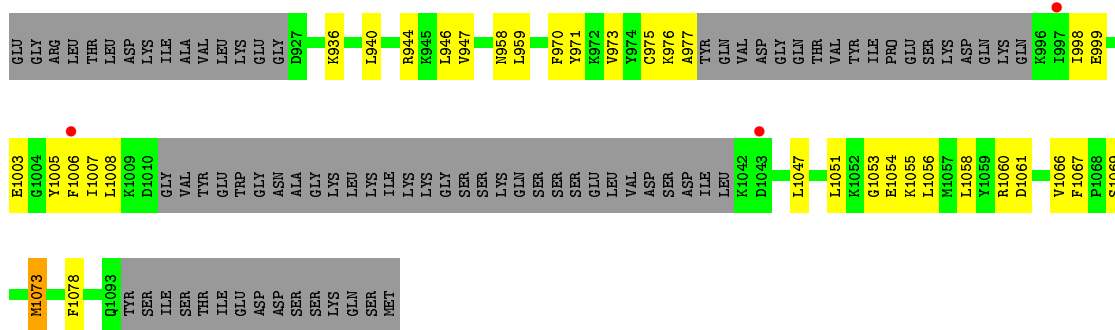 GLU GLY ARG LEU THR LEU ASP LYS ILE ALA VAL LEU LYS GLU GLY D927 K936 L940 R944 K945 L946 V947 N958 L959 F970 Y971 K972 V973 Y974 C975 K976 A977 TYR GLN VAL ASP GLY GLN THR VAL TYR ILE PRO GLU SER LYS ASP GLN LYS GLN K996 I997 I998 E999
E1003 G1004 Y1005 F1006 I1007 L1008 K1009 D1010 GLY VAL TYR GLU TRP GLY ASN ALA GLY LYS LEU LYS ILE LYS LYS GLY SER SER LYS GLN SER SER SER GLU LEU VAL ASP SER ASP ILE LEU K1042 D1043 L1047 L1051 K1052 G1053 E1054 K1055 L1056 M1057 L1058 Y1059 R1060 D1061 V1066 F1067 P1068 S1069
M1073 F1078 Q1093 TYR SER ILE SER THR ILE GLU ASP ASP SER SER LYS GLN SER MET